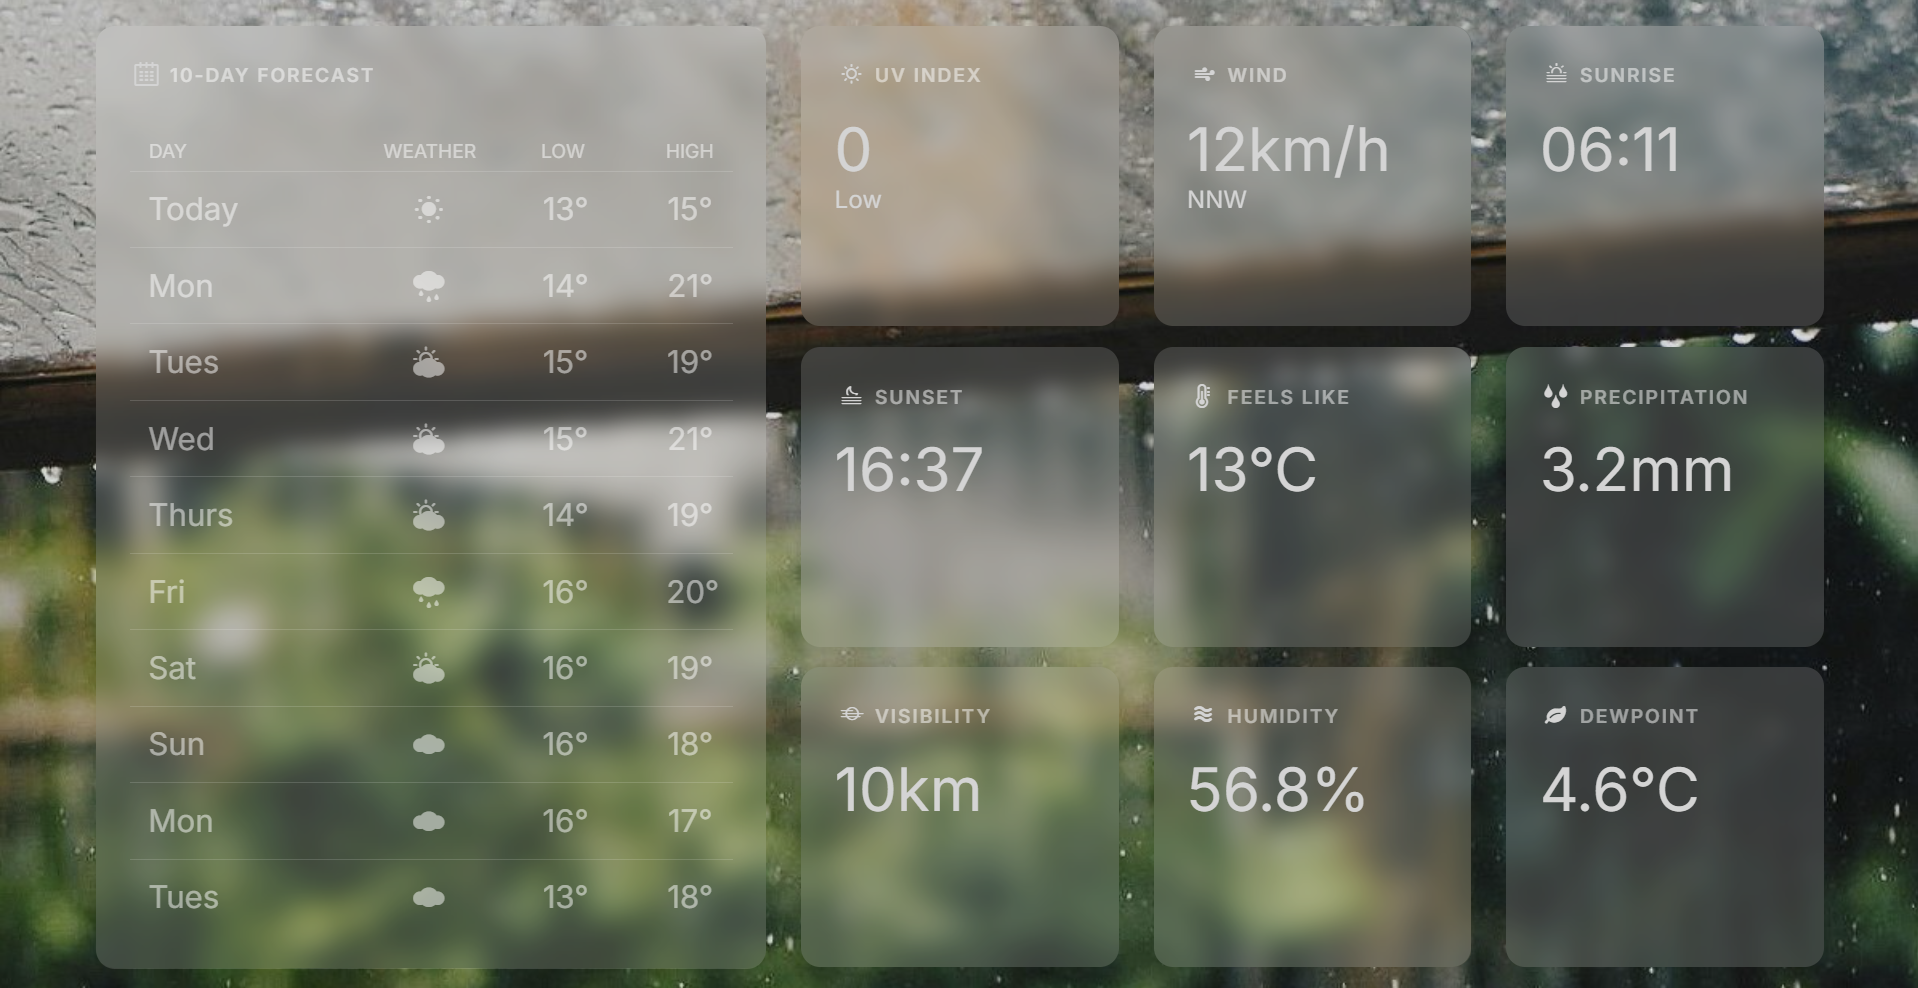 10-DAY FORECAST
DAY WEATHER LOW HIGH
Today 13° 15°
Mon 14° 21°
Tues 15° 19°
Wed 15° 21°
Thurs 14° 19°
Fri 16° 20°
Sat 16° 19°
Sun 16° 18°
Mon 16° 17°
Tues 13° 18°
UV INDEX
0
Low
WIND
12km/h
NNW
SUNRISE
06:11
SUNSET
16:37
FEELS LIKE
13°C
PRECIPITATION
3.2mm
VISIBILITY
10km
HUMIDITY
56.8%
DEWPOINT
4.6°C